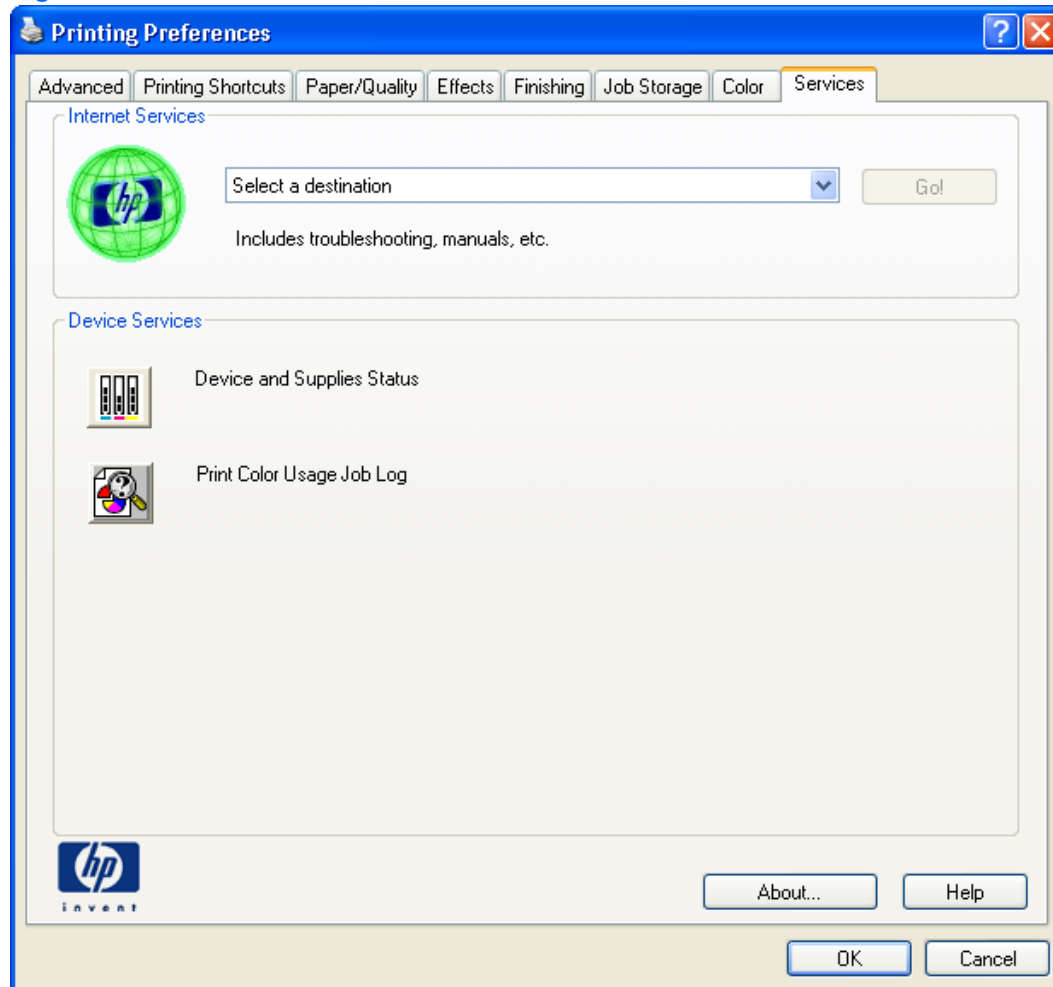 Printing Preferences
Advanced Printing Shortcuts Paper/Quality Effects Finishing Job Storage Color Services
Internet Services
hp
Select a destination
Go!
Includes troubleshooting, manuals, etc.
Device Services
Device and Supplies Status
Print Color Usage Job Log
hp
invent
About...
Help
OK
Cancel